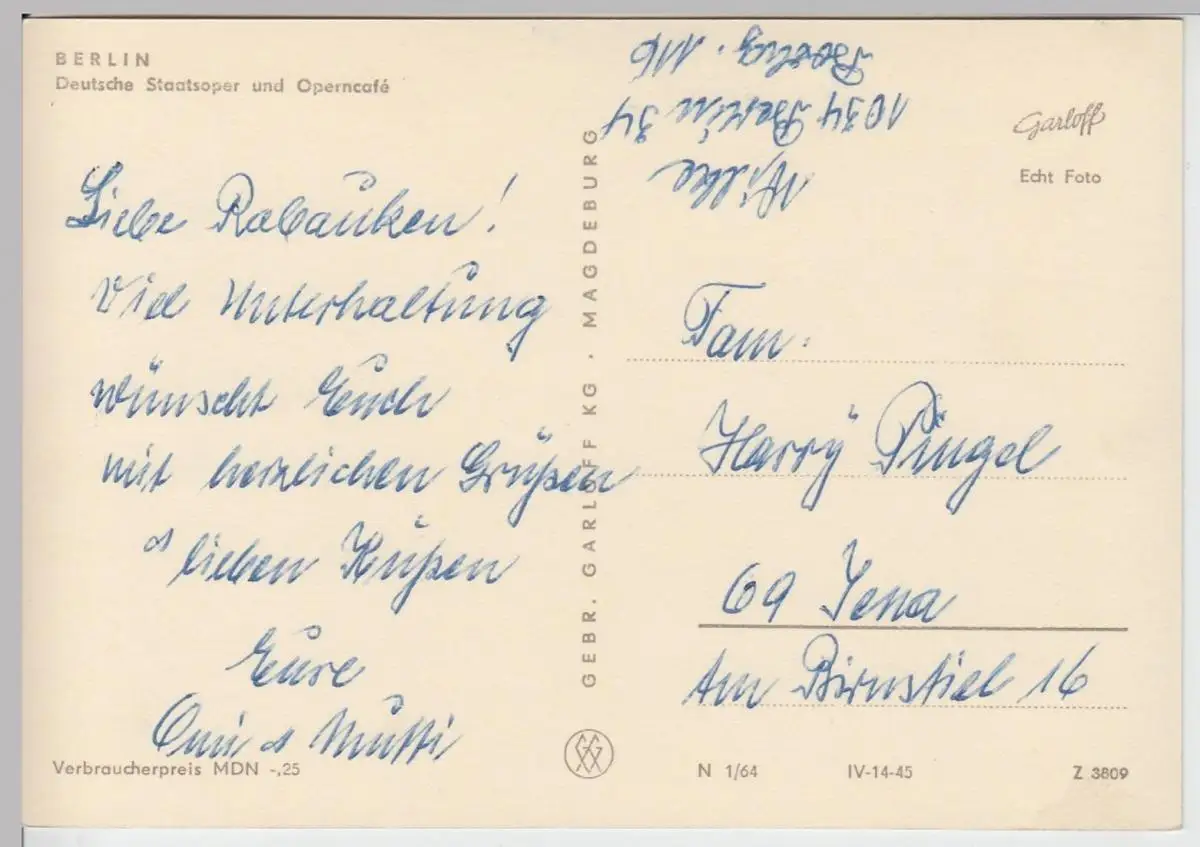 BERLIN
Deutsche Staatsoper und Operncafé
Liebe Rabauken!
Viel Unterhaltung
wünscht Euch
mit herzlichen Grüßen
& lieben Küßen
Eure
Omi & Mutti
Verbraucherpreis MDN -,25
GEBR. GARLOFF KG. MAGDEBURG
Wilke
1034 Berlin 34
116
Garloff
Echt Foto
Fam.
Harry Pingel
69 Jena
Am Birnstiel 16
N 1/64
IV-14-45
Z 3809